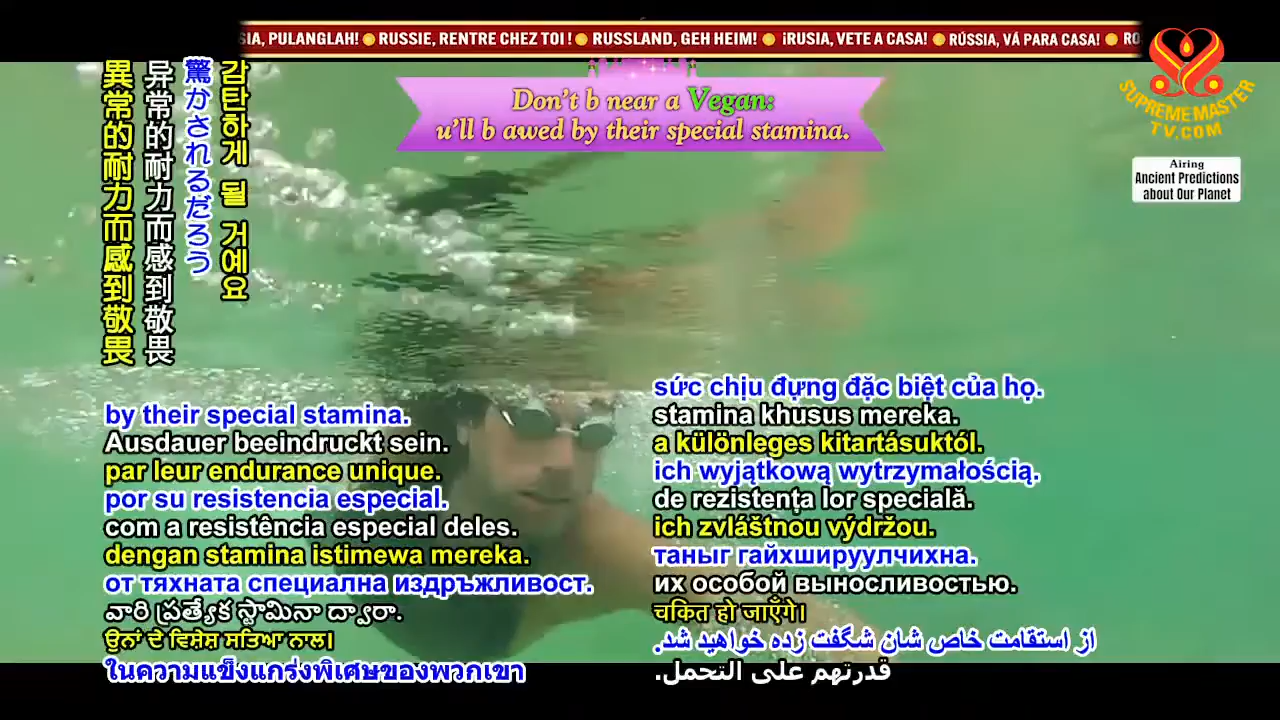 SIA, PULANGLAH! RUSSIE, RENTRE CHEZ TOI ! RUSSLAND, GEH HEIM! ¡RUSIA, VETE A CASA! RÚSSIA, VÁ PARA CASA! RO
SUPREME MASTER
TV.COM
Don't b near a Vegan:
u'll b awed by their special stamina.
Airing
Ancient Predictions
about Our Planet
감탄하게 될 거예요
驚かされるだろう
异常的耐力而感到敬畏
異常的耐力而感到敬畏
by their special stamina.
Ausdauer beeindruckt sein.
par leur endurance unique.
por su resistencia especial.
com a resistência especial deles.
dengan stamina istimewa mereka.
от тяхната специална издръжливост.
వారి ప్రత్యేక స్టామినా ద్వారా.
ਉਨਾਂ ਦੇ ਵਿਸ਼ੇਸ਼ ਸਤਿਆ ਨਾਲ।
ในความแข็งแกร่งพิเศษของพวกเขา
sức chịu đựng đặc biệt của họ.
stamina khusus mereka.
a különleges kitartásuktól.
ich wyjątkową wytrzymałością.
de rezistența lor specială.
ich zvláštnou výdržou.
таныг гайхшируулчихна.
их особой выносливостью.
चकित हो जाएँगे।
از استقامت خاص شان شگفت زده خواهید شد.
قدرتهم على التحمل.